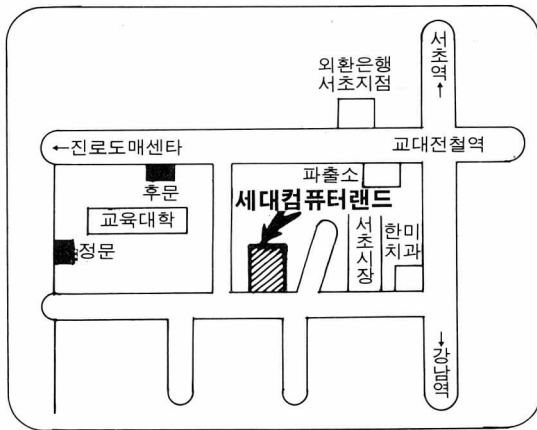 외환은행
서초지점
서초역→
←진로도매센타
교대전철역
후문
파출소
세대컴퓨터랜드
교육대학
정문
서초시장
한미
치과
→강남역